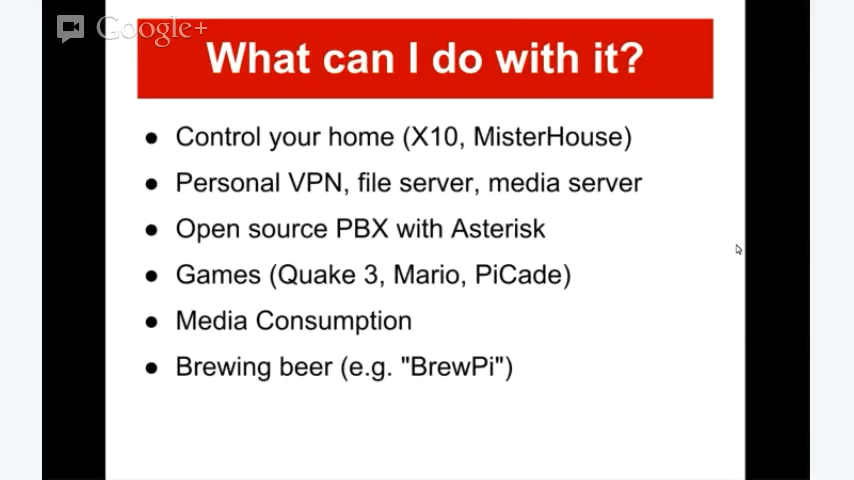 Google+
What can I do with it?
● Control your home (X10, MisterHouse)
● Personal VPN, file server, media server
● Open source PBX with Asterisk
● Games (Quake 3, Mario, PiCade)
● Media Consumption
● Brewing beer (e.g. "BrewPi")